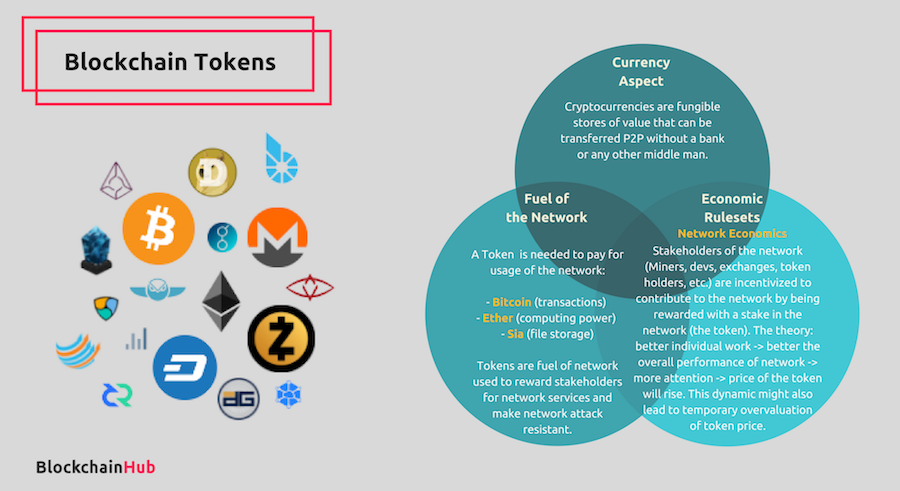 Blockchain Tokens
Currency
Aspect
Cryptocurrencies are fungible
stores of value that can be
transferred P2P without a bank
or any other middle man.
Fuel of
the Network
A Token is needed to pay for
usage of the network:
- Bitcoin (transactions)
- Ether (computing power)
- Sia (file storage)
Tokens are fuel of network
used to reward stakeholders
for network services and
make network attack
resistant.
Economic
Rulesets
Network Economics
Stakeholders of the network
(Miners, devs, exchanges, token
holders, etc.) are incentivized to
contribute to the network by being
rewarded with a stake in the
network (the token). The theory:
better individual work -> better the
overall performance of network ->
more attention -> price of the token
will rise. This dynamic might also
lead to temporary overvaluation
of token price.
DG
BlockchainHub